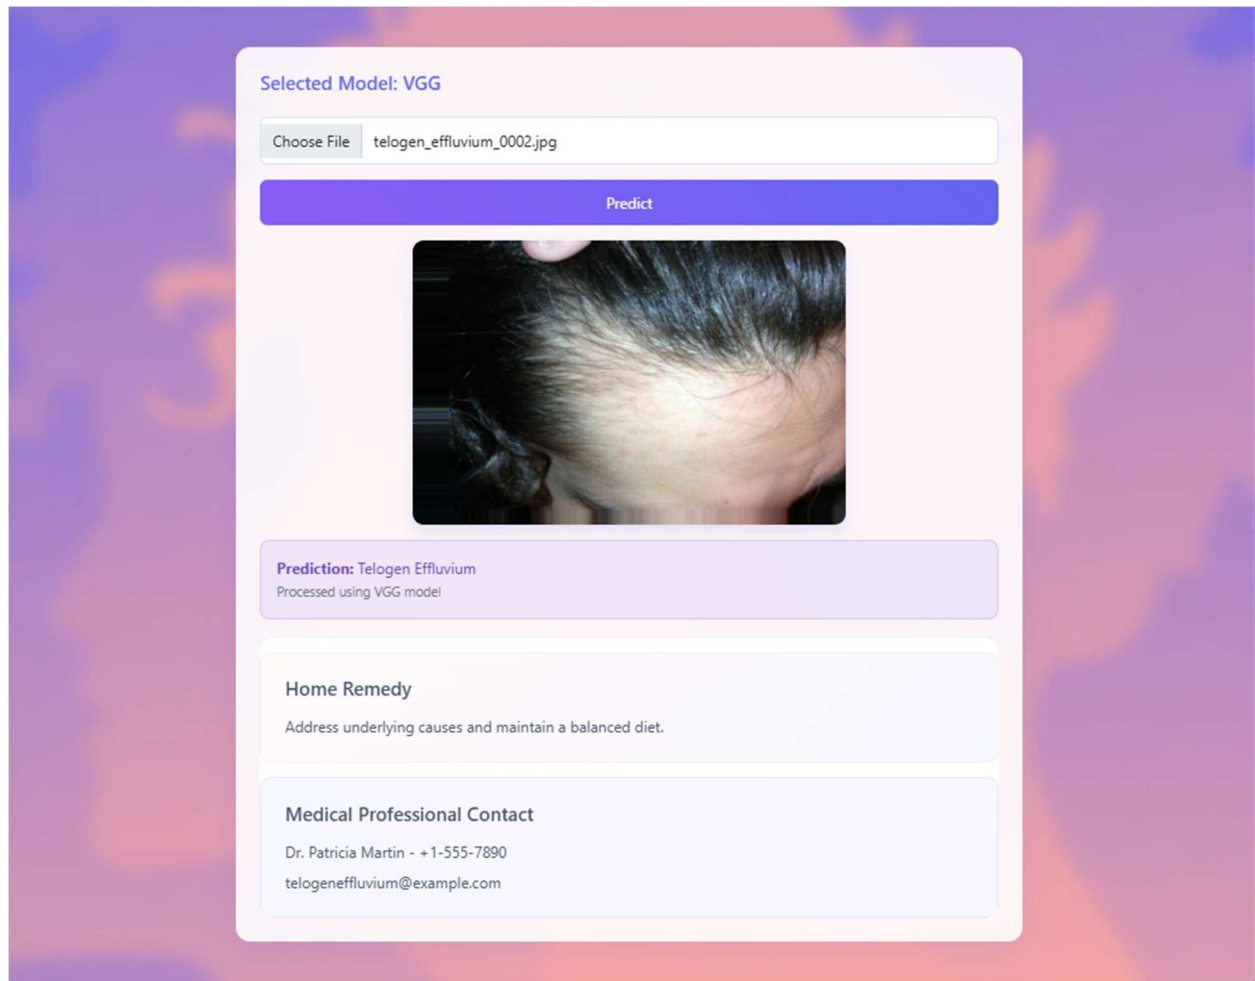 Selected Model: VGG
Choose File telogen_effluvium_0002.jpg
Predict
Prediction: Telogen Effluvium
Processed using VGG model
Home Remedy
Address underlying causes and maintain a balanced diet.
Medical Professional Contact
Dr. Patricia Martin - +1-555-7890
telogeneffluvium@example.com